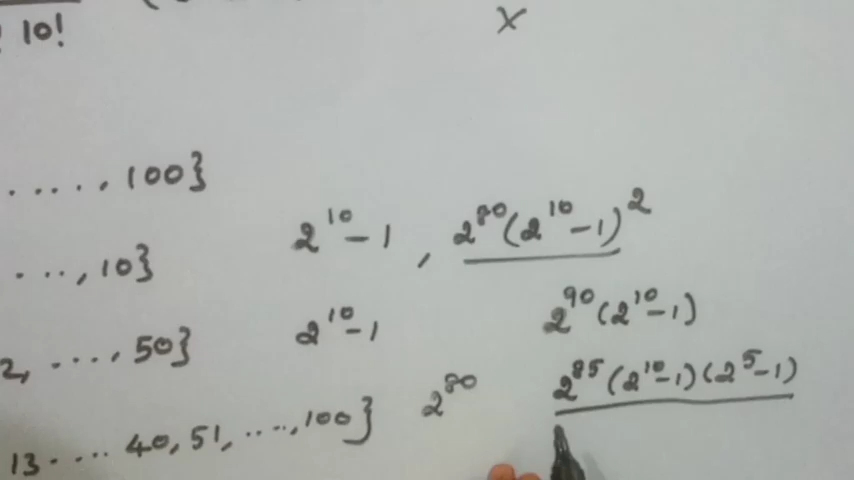 ! 10!
x
....., 100}
..., 10} 2^10 - 1 , 2^80 (2^10 - 1)^2
2, ...., 50} 2^10 - 1 2^90 (2^10 - 1)
13.... 40, 51, ...., 100} 2^80 2^85 (2^10 - 1) (2^5 - 1)